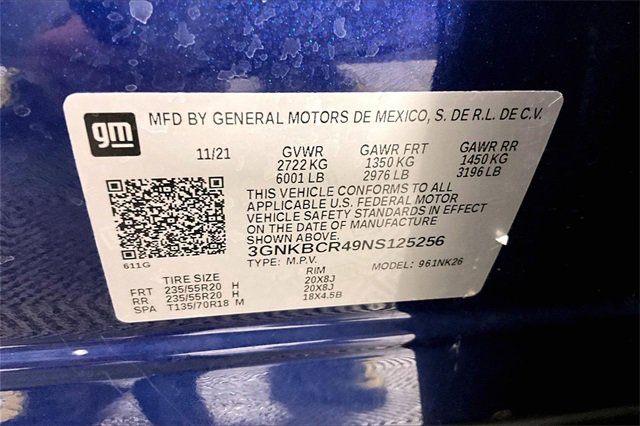 gm
MFD BY GENERAL MOTORS DE MEXICO, S. DE R.L. DE C.V.
11/21 GVWR GAWR FRT GAWR RR
2722 KG 1350 KG 1450 KG
6001 LB 2976 LB 3196 LB
THIS VEHICLE CONFORMS TO ALL
APPLICABLE U.S. FEDERAL MOTOR
VEHICLE SAFETY STANDARDS IN EFFECT
ON THE DATE OF MANUFACTURE
SHOWN ABOVE.
3GNKBCR49NS125256
611G TYPE: M.P.V. MODEL: 961NK26
TIRE SIZE RIM
FRT 235/55R20 H 20X8J
RR 235/55R20 H 20X8J
SPA T135/70R18 M 18X4.5B